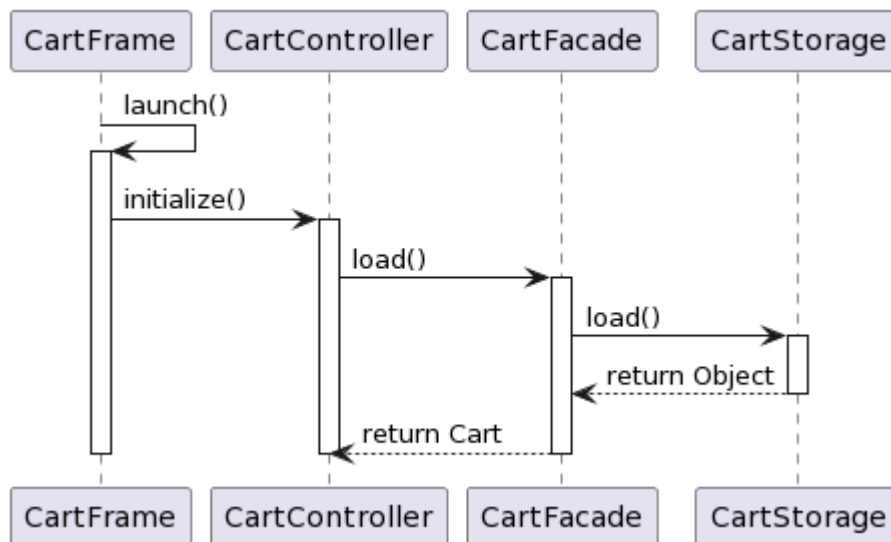 CartFrame CartController CartFacade CartStorage
launch()
initialize()
load()
load()
return Object
return Cart
CartFrame CartController CartFacade CartStorage